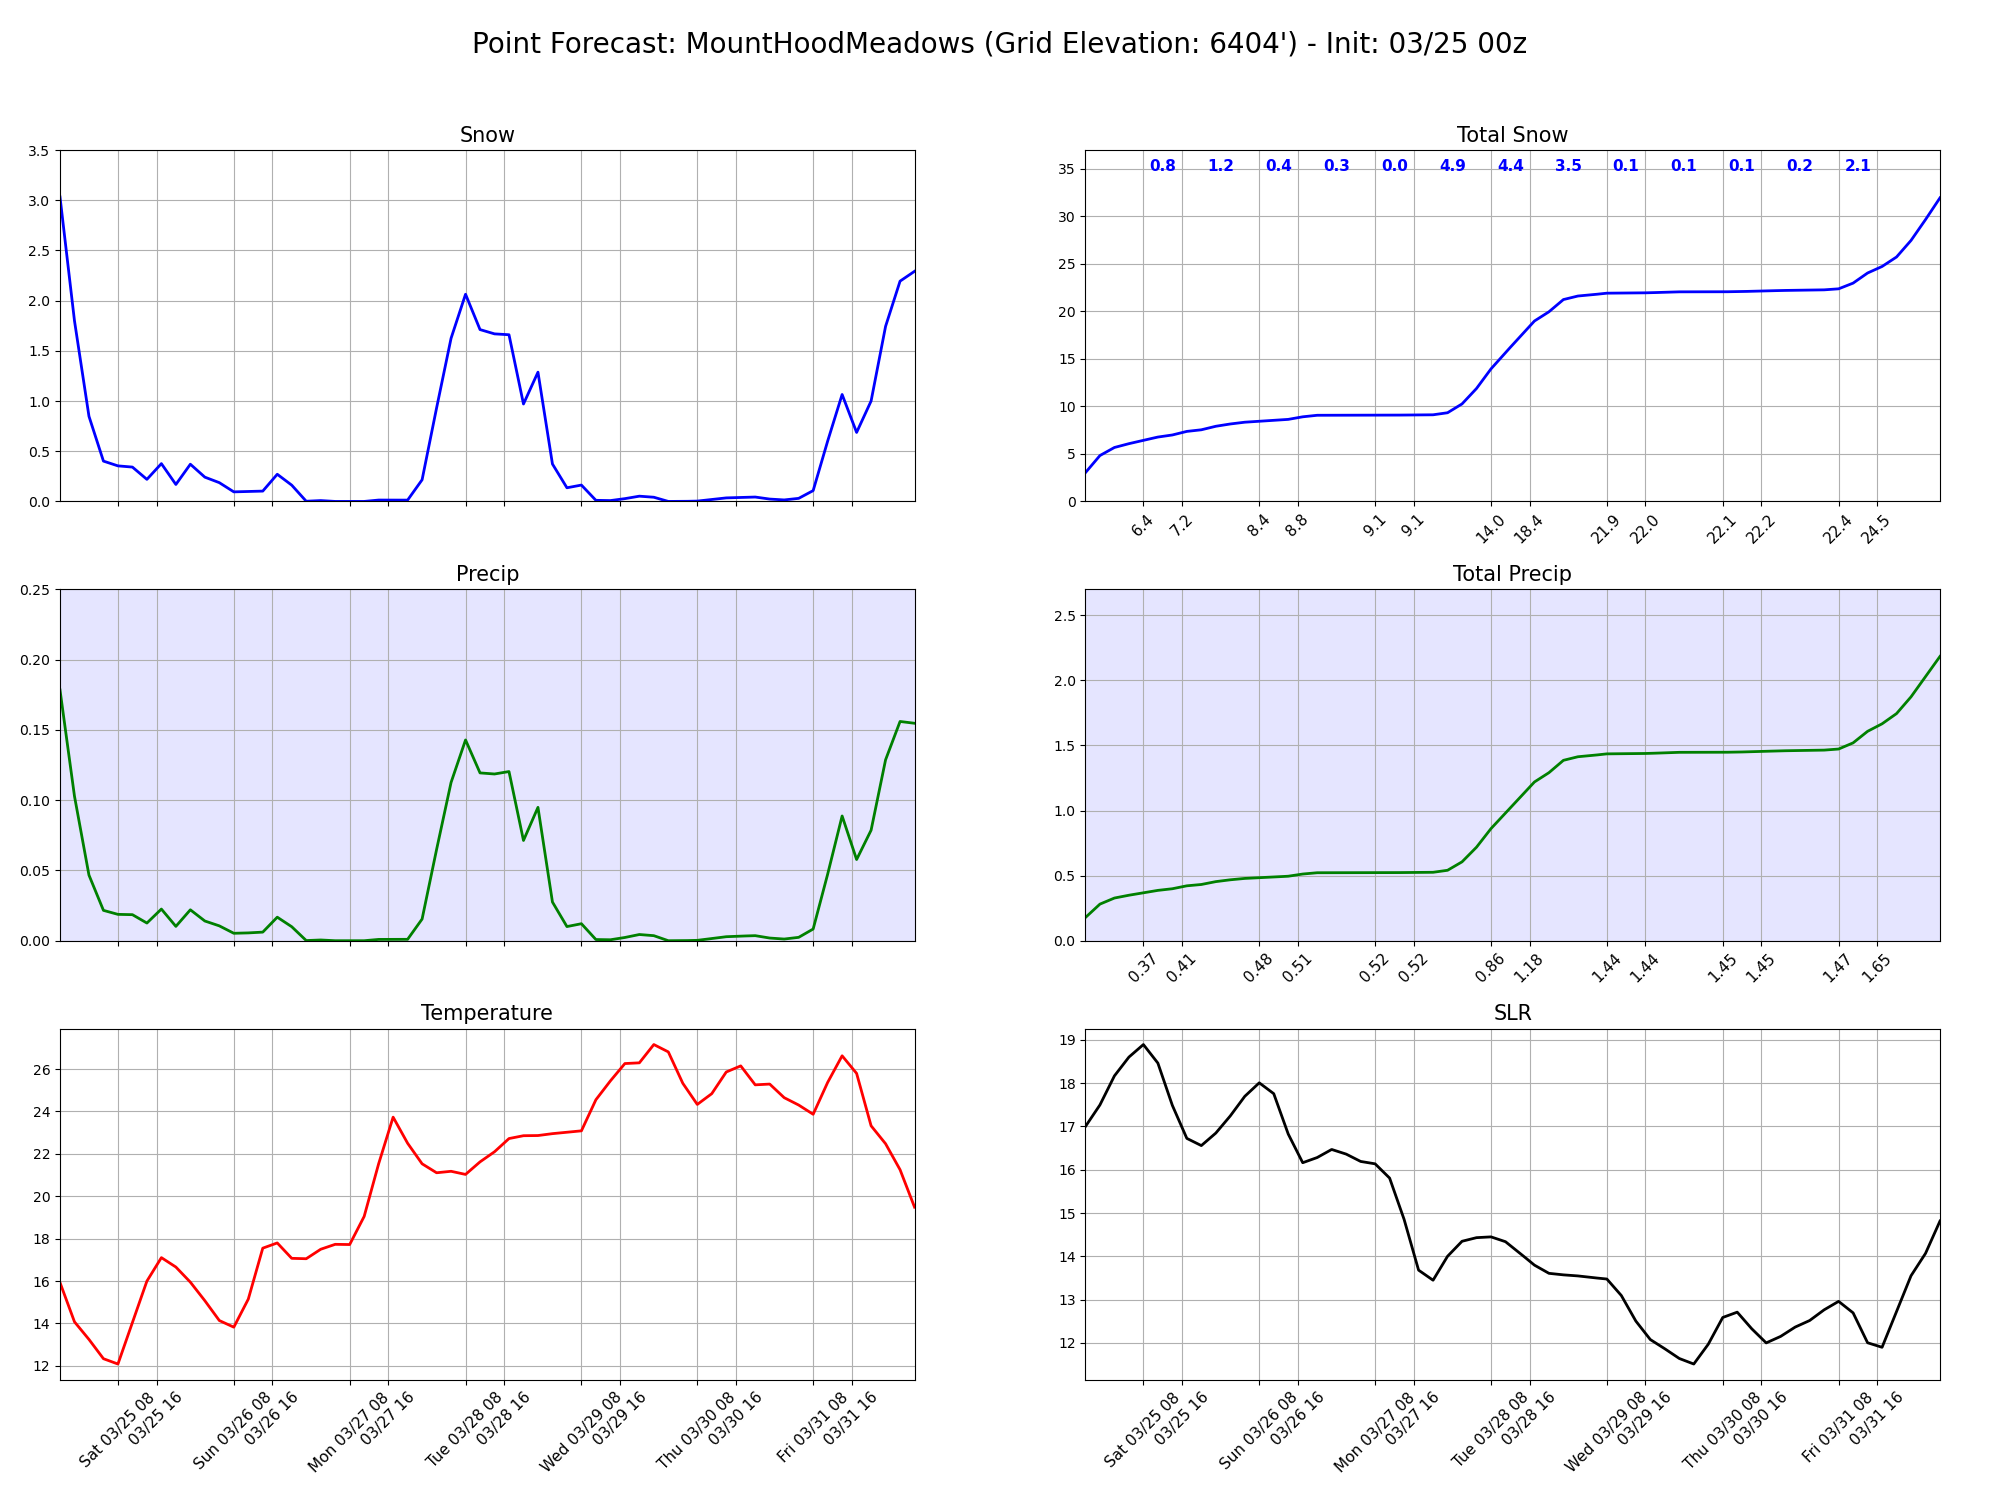 Point Forecast: MountHoodMeadows (Grid Elevation: 6404') - Init: 03/25 00z
Snow
3.5
3.0
2.5
2.0
1.5
1.0
0.5
0.0
Total Snow
0.8 1.2 0.4 0.3 0.0 4.9 4.4 3.5 0.1 0.1 0.1 0.2 2.1
35
30
25
20
15
10
5
0
6.4 7.2 8.4 8.8 9.1 9.1 14.0 18.4 21.9 22.0 22.1 22.2 22.4 24.5
Precip
0.25
0.20
0.15
0.10
0.05
0.00
Total Precip
2.5
2.0
1.5
1.0
0.5
0.0
0.37 0.41 0.48 0.51 0.52 0.52 0.86 1.18 1.44 1.44 1.45 1.45 1.47 1.65
Temperature
26
24
22
20
18
16
14
12
Sat 03/25 08
03/25 16
Sun 03/26 08
03/26 16
Mon 03/27 08
03/27 16
Tue 03/28 08
03/28 16
Wed 03/29 08
03/29 16
Thu 03/30 08
03/30 16
Fri 03/31 08
03/31 16
SLR
19
18
17
16
15
14
13
12
Sat 03/25 08
03/25 16
Sun 03/26 08
03/26 16
Mon 03/27 08
03/27 16
Tue 03/28 08
03/28 16
Wed 03/29 08
03/29 16
Thu 03/30 08
03/30 16
Fri 03/31 08
03/31 16